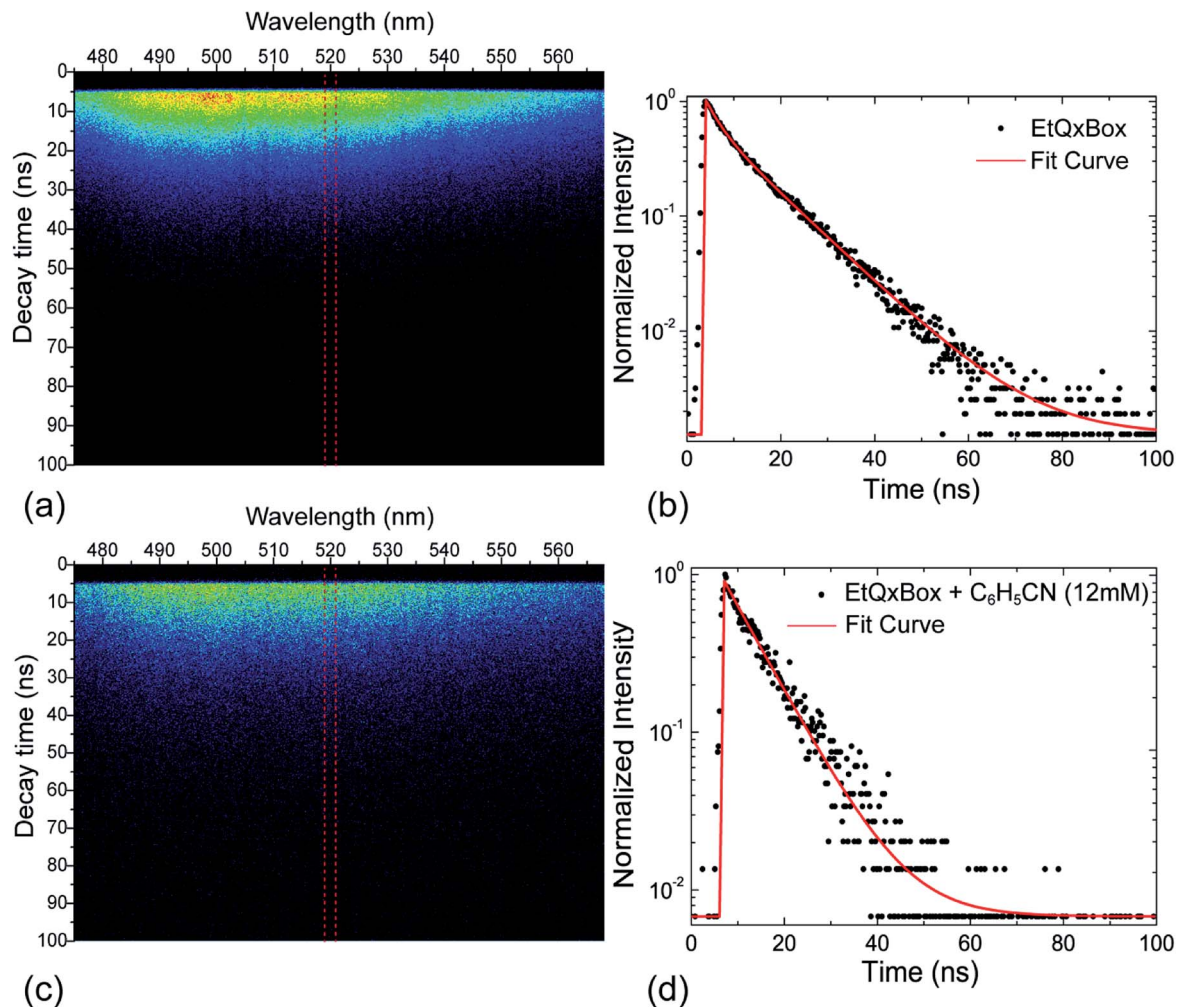 Wavelength (nm)
480 490 500 510 520 530 540 550 560
0
10
20
30
40
50
60
70
80
90
100
Decay time (ns)
(a)
10⁰
10⁻¹
10⁻²
Normalized Intensity
EtQxBox
Fit Curve
0 20 40 60 80 100
Time (ns)
(b)
Wavelength (nm)
480 490 500 510 520 530 540 550 560
0
10
20
30
40
50
60
70
80
90
100
Decay time (ns)
(c)
10⁰
10⁻¹
10⁻²
Normalized Intensity
EtQxBox + C₆H₅CN (12mM)
Fit Curve
0 20 40 60 80 100
Time (ns)
(d)